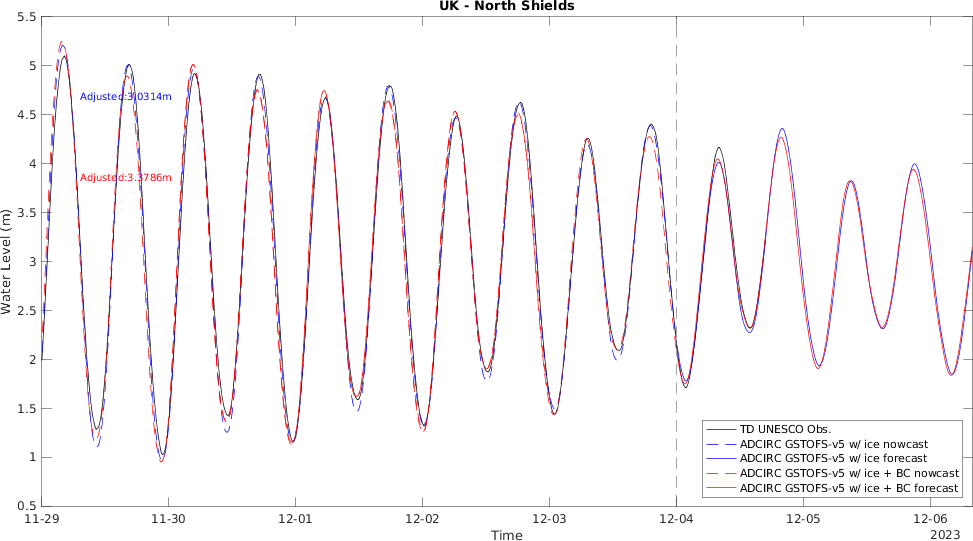 UK - North Shields
5.5
5
4.5
4
3.5
3
2.5
2
1.5
1
0.5
Water Level (m)
Adjusted:3.0314m
Adjusted:3.3786m
TD UNESCO Obs.
ADCIRC GSTOFS-v5 w/ ice nowcast
ADCIRC GSTOFS-v5 w/ ice forecast
ADCIRC GSTOFS-v5 w/ ice + BC nowcast
ADCIRC GSTOFS-v5 w/ ice + BC forecast
11-29 11-30 12-01 12-02 12-03 12-04 12-05 12-06
Time
2023